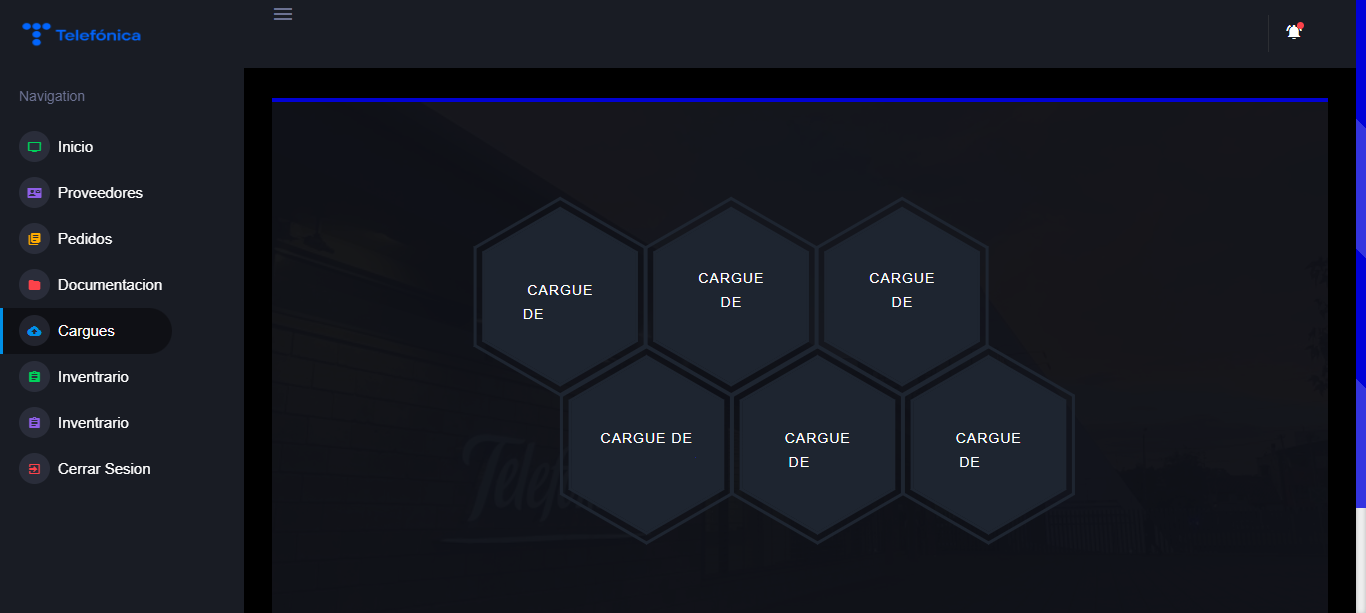 Telefónica
Navigation
Inicio
Proveedores
Pedidos
Documentacion
Cargues
Inventrario
Inventrario
Cerrar Sesion
CARGUE
DE
CARGUE
DE
CARGUE
DE
CARGUE DE
CARGUE
DE
CARGUE
DE